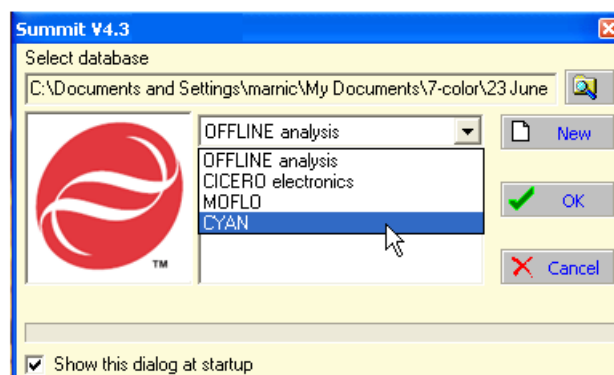 Summit V4.3
Select database
C:\Documents and Settings\marnic\My Documents\7-color\23 June
OFFLINE analysis
New
OFFLINE analysis
CICERO electronics
MOFLO
CYAN
OK
TM
Cancel
Show this dialog at startup